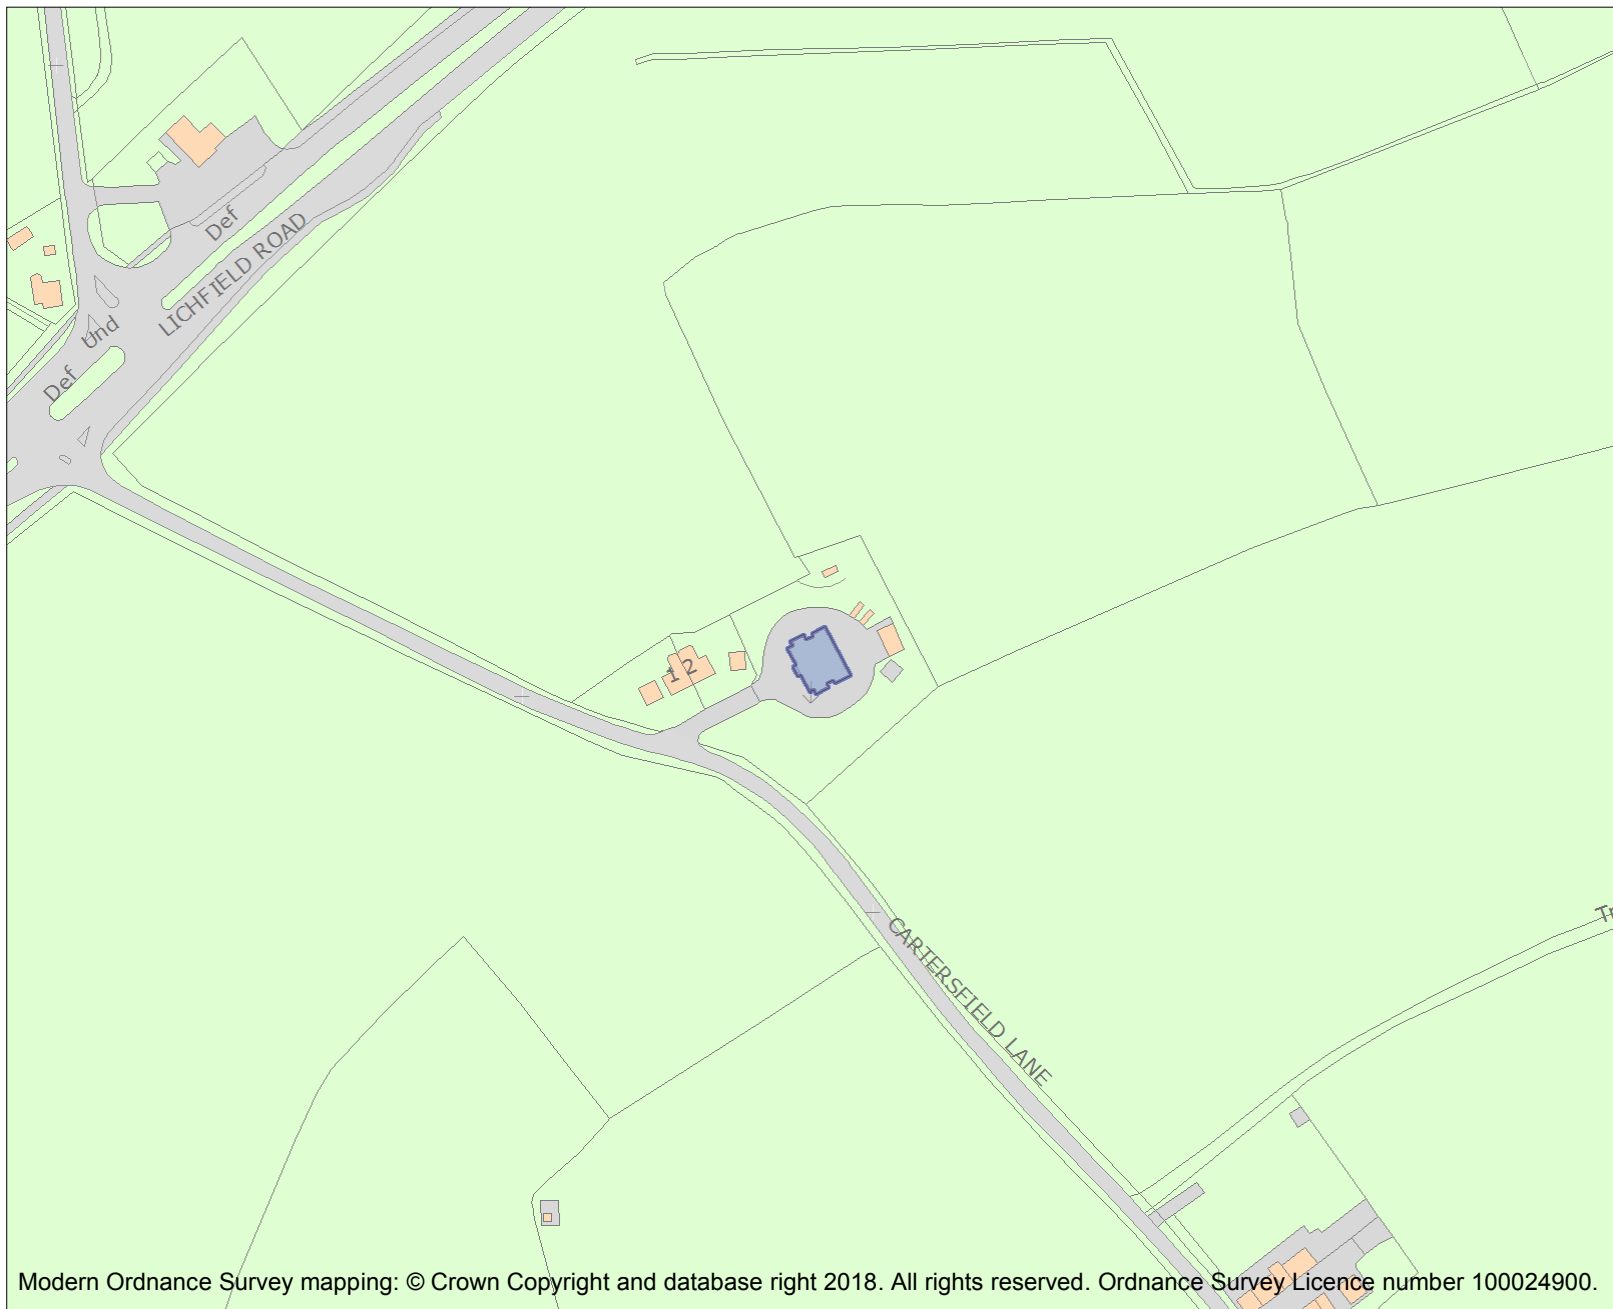 Def
LICHFIELD ROAD
Und
Def
1 2
CARTERSFIELD LANE
Modern Ordnance Survey mapping: © Crown Copyright and database right 2018. All rights reserved. Ordnance Survey Licence number 100024900.